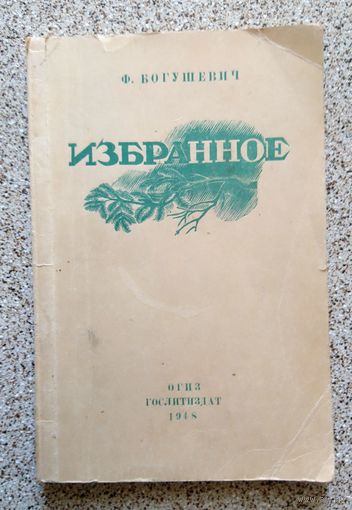 Ф. БОГУШЕВИЧ
ИЗБРАННОЕ
ОГИЗ
ГОСЛИТИЗДАТ
1948